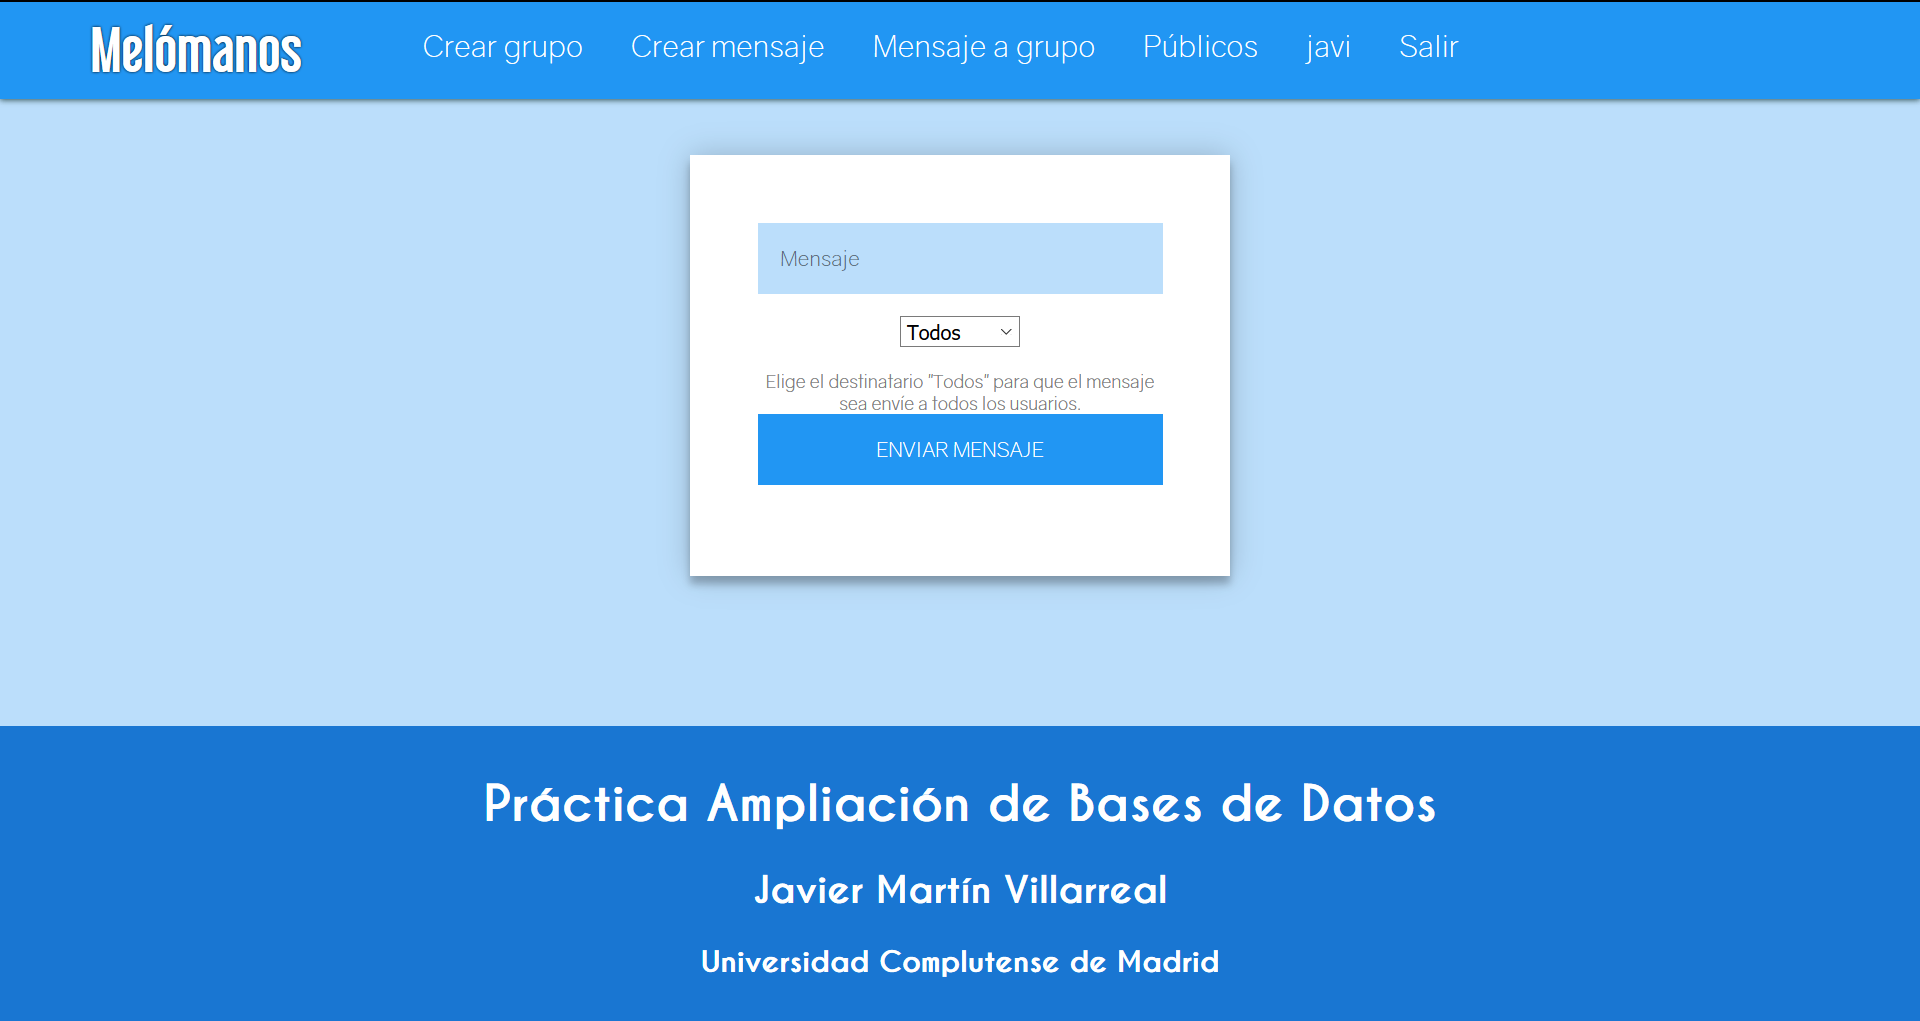 Melómanos Crear grupo Crear mensaje Mensaje a grupo Públicos javi Salir
Mensaje
Todos
Elige el destinatario "Todos" para que el mensaje
sea envíe a todos los usuarios.
ENVIAR MENSAJE
Práctica Ampliación de Bases de Datos
Javier Martín Villarreal
Universidad Complutense de Madrid